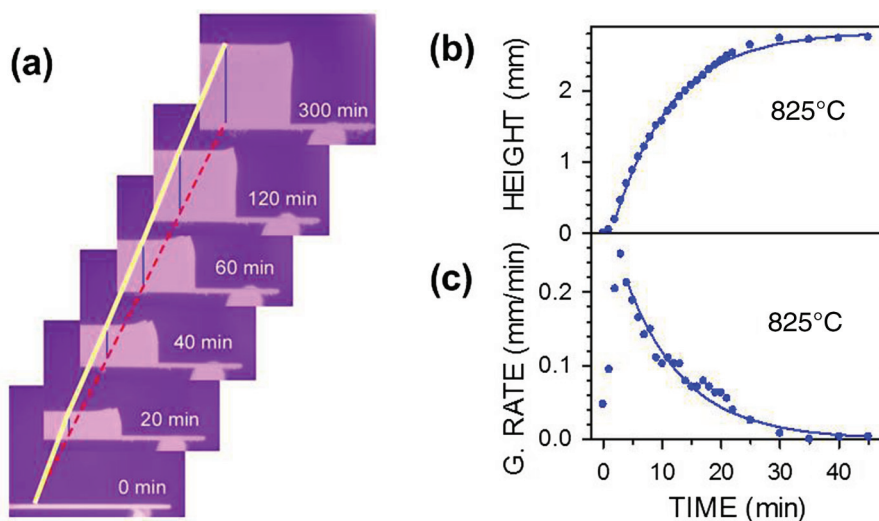 (a)
300 min
120 min
60 min
40 min
20 min
0 min
(b)
HEIGHT (mm)
2
1
0
825°C
(c)
G. RATE (mm/min)
0.2
0.1
0.0
825°C
0 10 20 30 40
TIME (min)